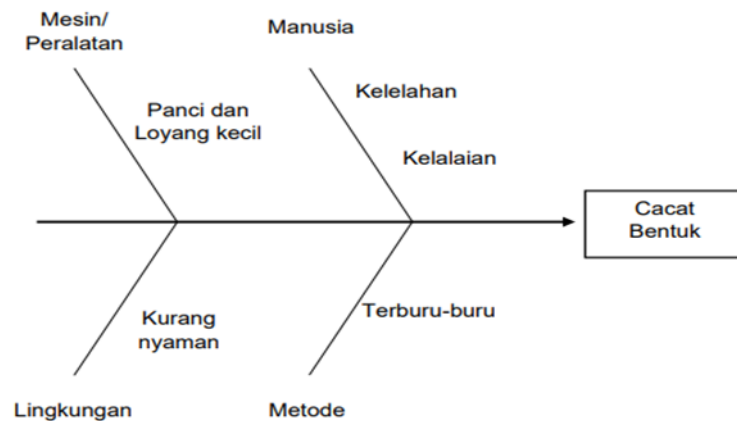 Mesin/
Peralatan
Manusia
Panci dan
Loyang kecil
Kelelahan
Kelalaian
Cacat
Bentuk
Kurang
nyaman
Terburu-buru
Lingkungan
Metode